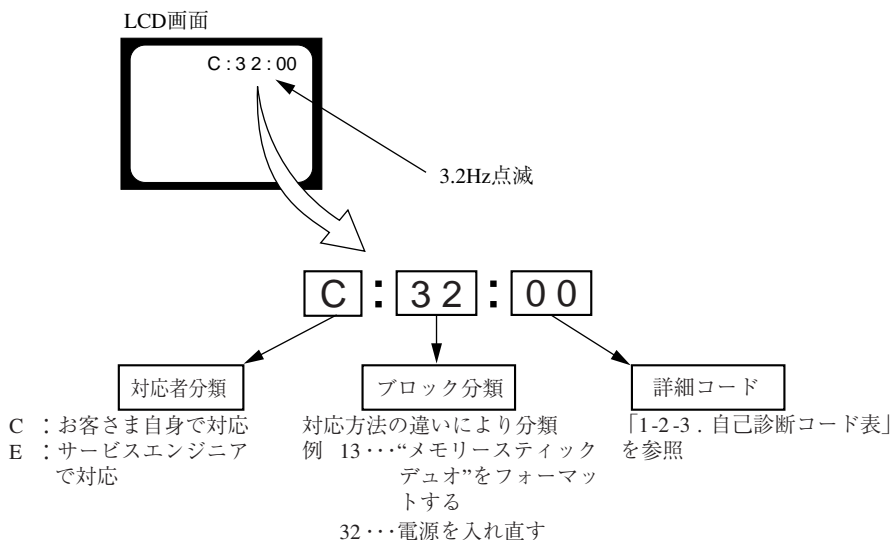 LCD画面
C:32:00
3.2Hz点滅
C : 32 : 00
対応者分類
ブロック分類
詳細コード
C ：お客さま自身で対応
E ：サービスエンジニア
で対応
対応方法の違いにより分類
例 13・・・“メモリースティック
デュオ”をフォーマッ
トする
32・・・電源を入れ直す
「1-2-3．自己診断コード表」
を参照